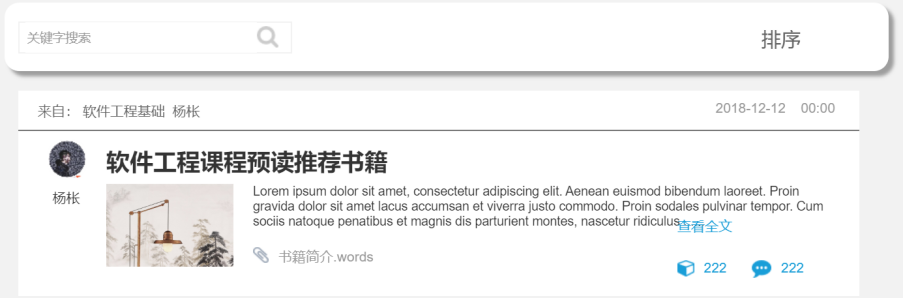 关键字搜索
排序
来自： 软件工程基础 杨枨
2018-12-12 00:00
软件工程课程预读推荐书籍
杨枨
Lorem ipsum dolor sit amet, consectetur adipiscing elit. Aenean euismod bibendum laoreet. Proin
gravida dolor sit amet lacus accumsan et viverra justo commodo. Proin sodales pulvinar tempor. Cum
sociis natoque penatibus et magnis dis parturient montes, nascetur ridiculus
查看全文
书籍简介.words
222
222